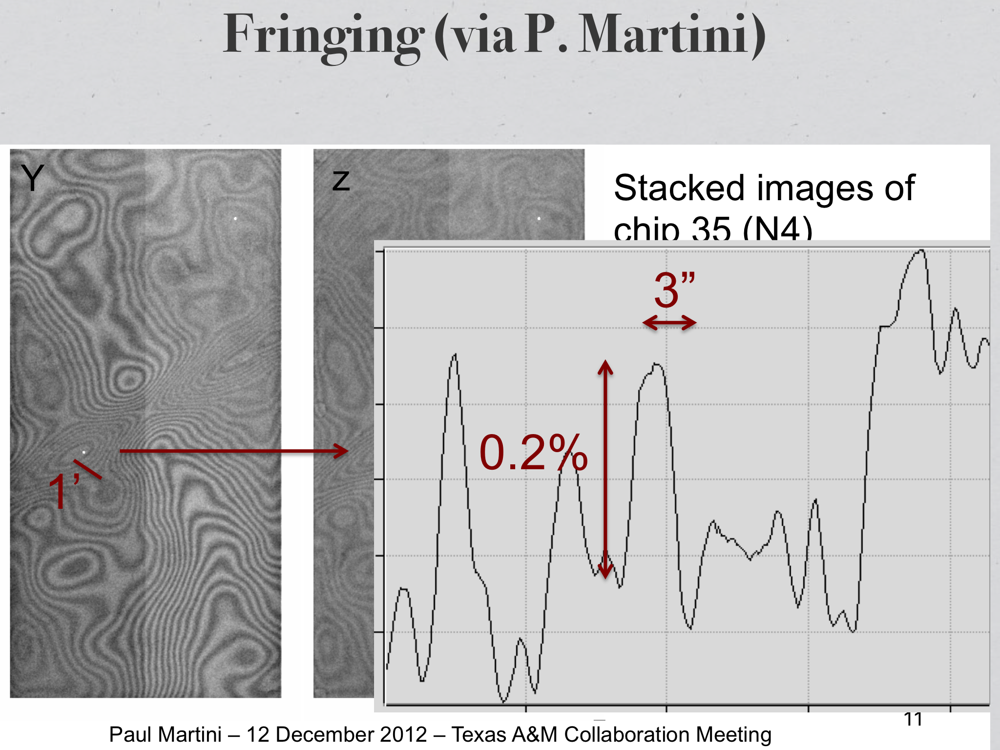 Fringing (via P. Martini)
Y
z
Stacked images of
chip 35 (N4)
3”
0.2%
1’
11
Paul Martini – 12 December 2012 – Texas A&M Collaboration Meeting